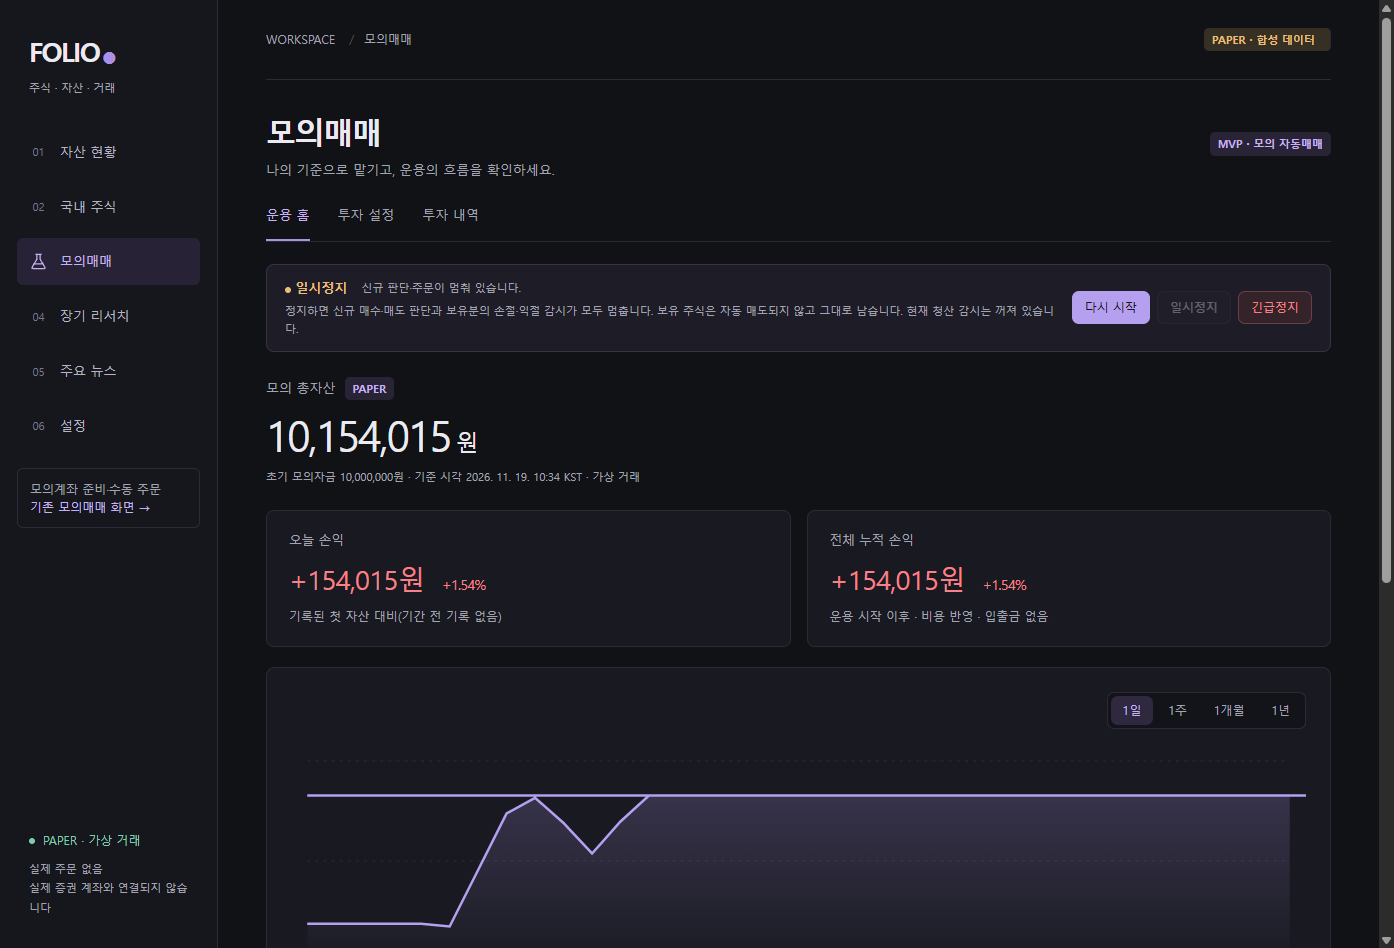 FOLIO
주식 · 자산 · 거래
01 자산 현황
02 국내 주식
모의매매
04 장기 리서치
05 주요 뉴스
06 설정
모의계좌 준비·수동 주문
기존 모의매매 화면 →
PAPER · 가상 거래
실제 주문 없음
실제 증권 계좌와 연결되지 않습
니다
WORKSPACE / 모의매매
PAPER · 합성 데이터
모의매매
나의 기준으로 맡기고, 운용의 흐름을 확인하세요.
MVP · 모의 자동매매
운용 홈 투자 설정 투자 내역
일시정지 신규 판단·주문이 멈춰 있습니다.
정지하면 신규 매수·매도 판단과 보유분의 손절·익절 감시가 모두 멈춥니다. 보유 주식은 자동 매도되지 않고 그대로 남습니다. 현재 청산 감시는 꺼져 있습니
다.
다시 시작 일시정지 긴급정지
모의 총자산 PAPER
10,154,015 원
초기 모의자금 10,000,000원 · 기준 시각 2026. 11. 19. 10:34 KST · 가상 거래
오늘 손익
+154,015원 +1.54%
기록된 첫 자산 대비(기간 전 기록 없음)
전체 누적 손익
+154,015원 +1.54%
운용 시작 이후 · 비용 반영 · 입출금 없음
1일 1주 1개월 1년